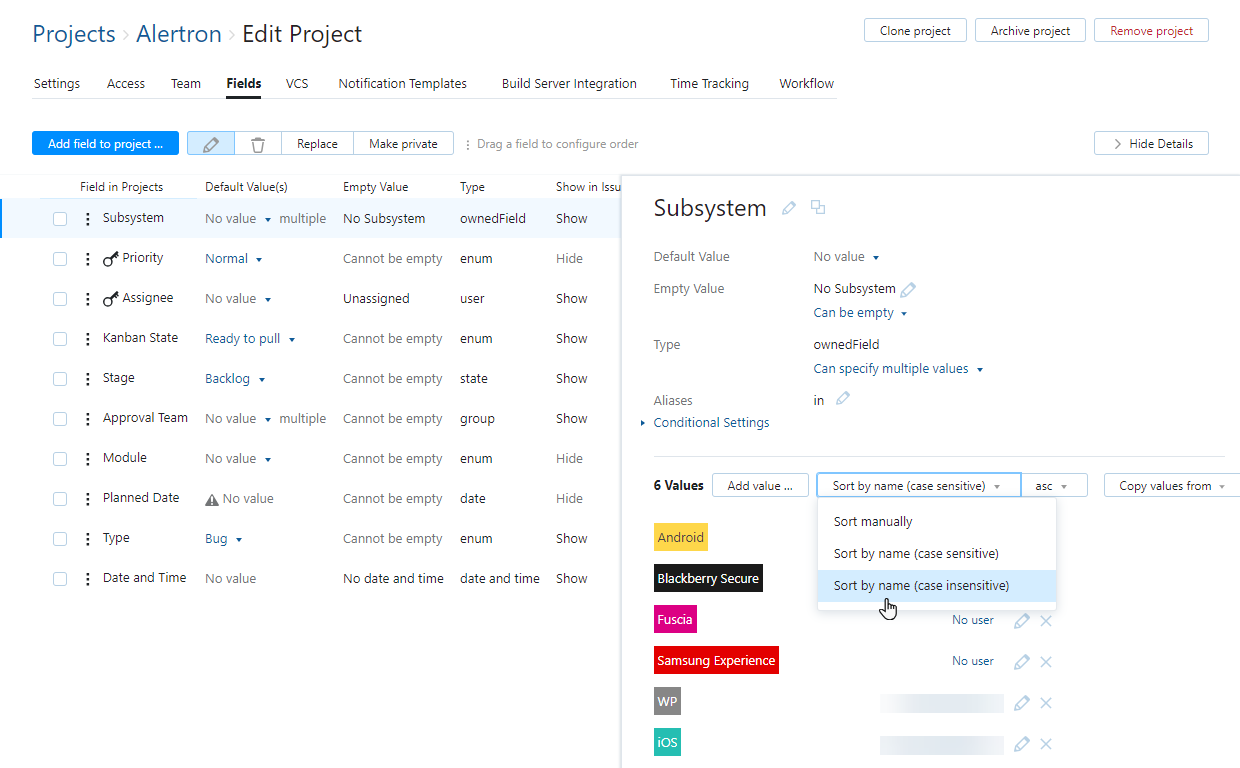 Projects › Alertron › Edit Project
Clone project
Archive project
Remove project
Settings Access Team Fields VCS Notification Templates Build Server Integration Time Tracking Workflow
Add field to project ...
Replace
Make private
Drag a field to configure order
Hide Details
Field in Projects Default Value(s) Empty Value Type Show in Issu
Subsystem No value multiple No Subsystem ownedField Show
Priority Normal Cannot be empty enum Hide
Assignee No value Unassigned user Show
Kanban State Ready to pull Cannot be empty enum Show
Stage Backlog Cannot be empty state Show
Approval Team No value multiple Cannot be empty group Show
Module No value Cannot be empty enum Hide
Planned Date No value Cannot be empty date Hide
Type Bug Cannot be empty enum Show
Date and Time No value No date and time date and time Show
Subsystem
Default Value No value
Empty Value No Subsystem
Can be empty
Type ownedField
Can specify multiple values
Aliases in
Conditional Settings
6 Values Add value ... Sort by name (case sensitive) asc Copy values from
Sort manually
Sort by name (case sensitive)
Sort by name (case insensitive)
Android
Blackberry Secure
Fuscia No user
Samsung Experience No user
WP
iOS